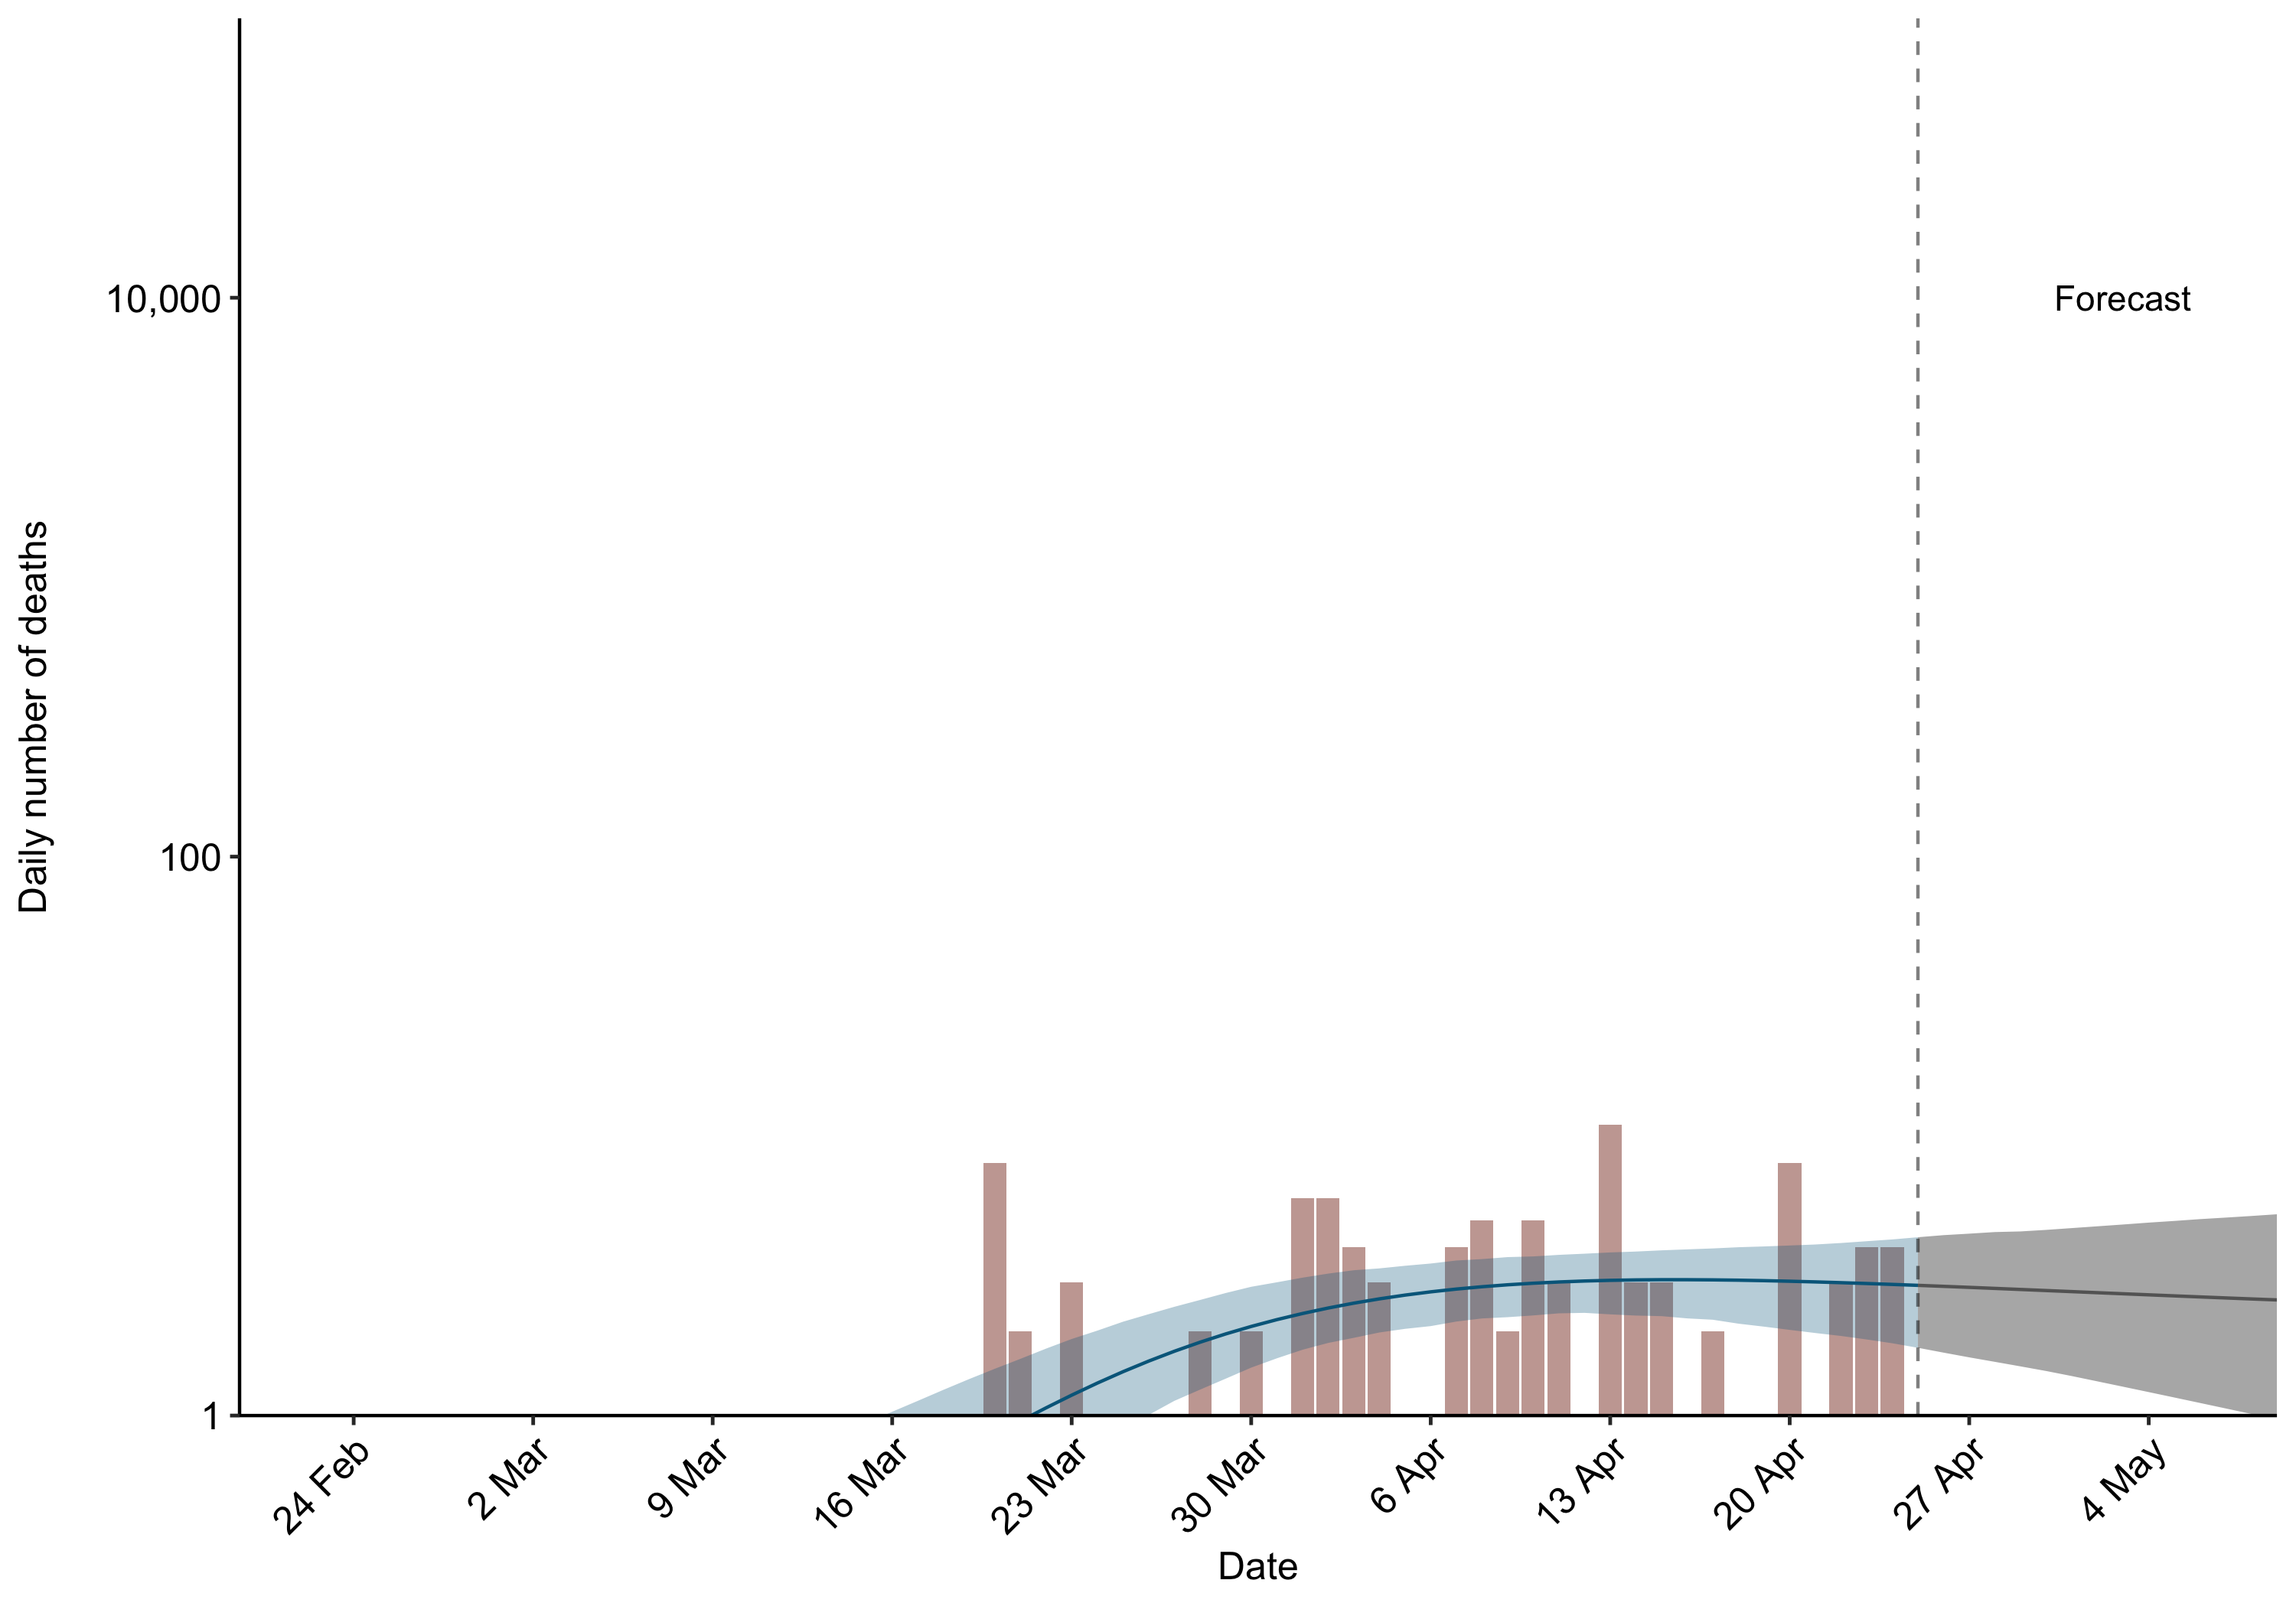 Daily number of deaths
10,000
100
1
Forecast
24 Feb
2 Mar
9 Mar
16 Mar
23 Mar
30 Mar
6 Apr
13 Apr
20 Apr
27 Apr
4 May
Date